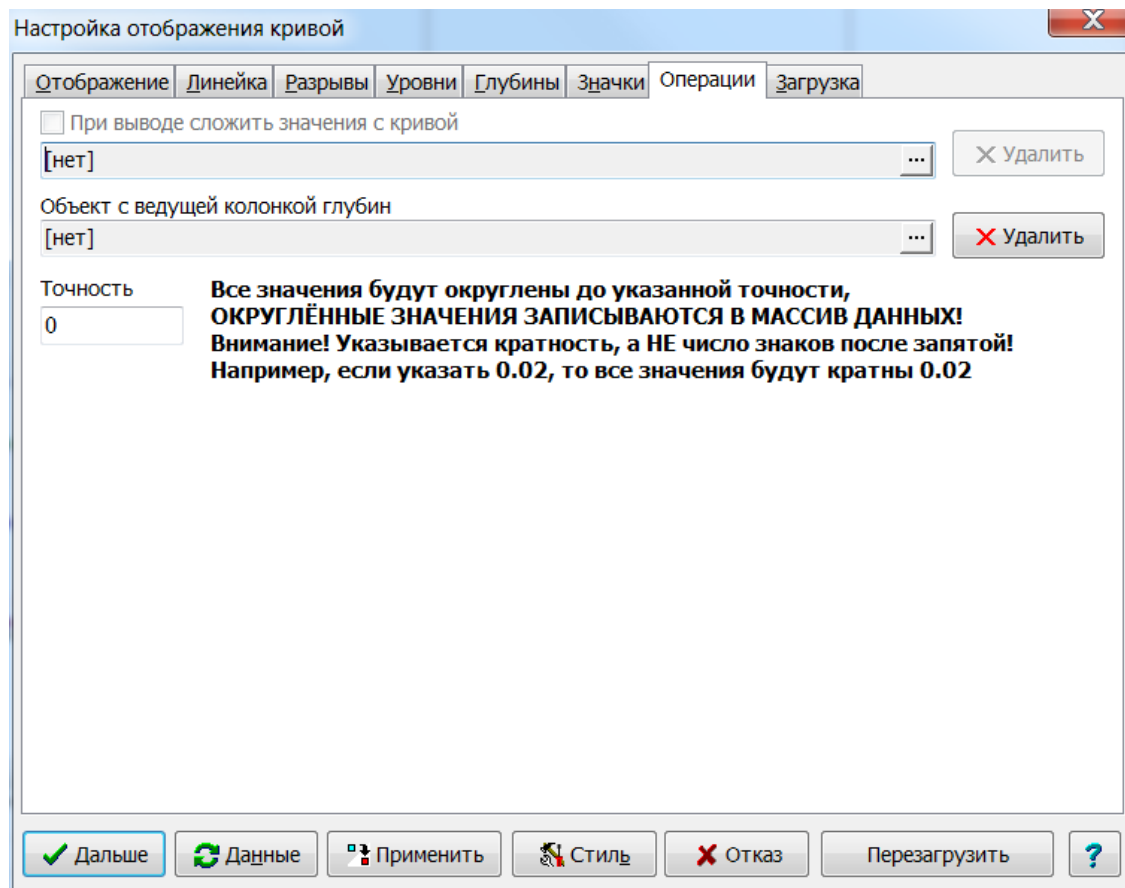 Настройка отображения кривой
X
Отображение Линейка Разрывы Уровни Глубины Значки Операции Загрузка
При выводе сложить значения с кривой
[нет] ... Удалить
Объект с ведущей колонкой глубин
[нет] ... Удалить
Точность
0
Все значения будут округлены до указанной точности,
ОКРУГЛЁННЫЕ ЗНАЧЕНИЯ ЗАПИСЫВАЮТСЯ В МАССИВ ДАННЫХ!
Внимание! Указывается кратность, а НЕ число знаков после запятой!
Например, если указать 0.02, то все значения будут кратны 0.02
Дальше Данные Применить Стиль Отказ Перезагрузить ?